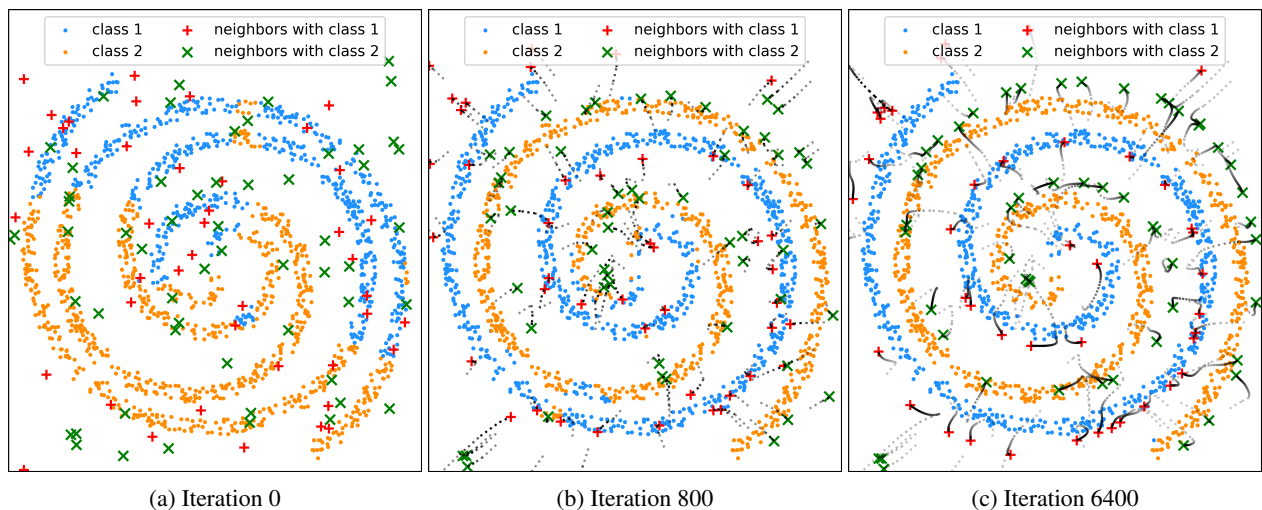 class 1 neighbors with class 1
class 2 neighbors with class 2
class 1 neighbors with class 1
class 2 neighbors with class 2
class 1 neighbors with class 1
class 2 neighbors with class 2
(a) Iteration 0
(b) Iteration 800
(c) Iteration 6400